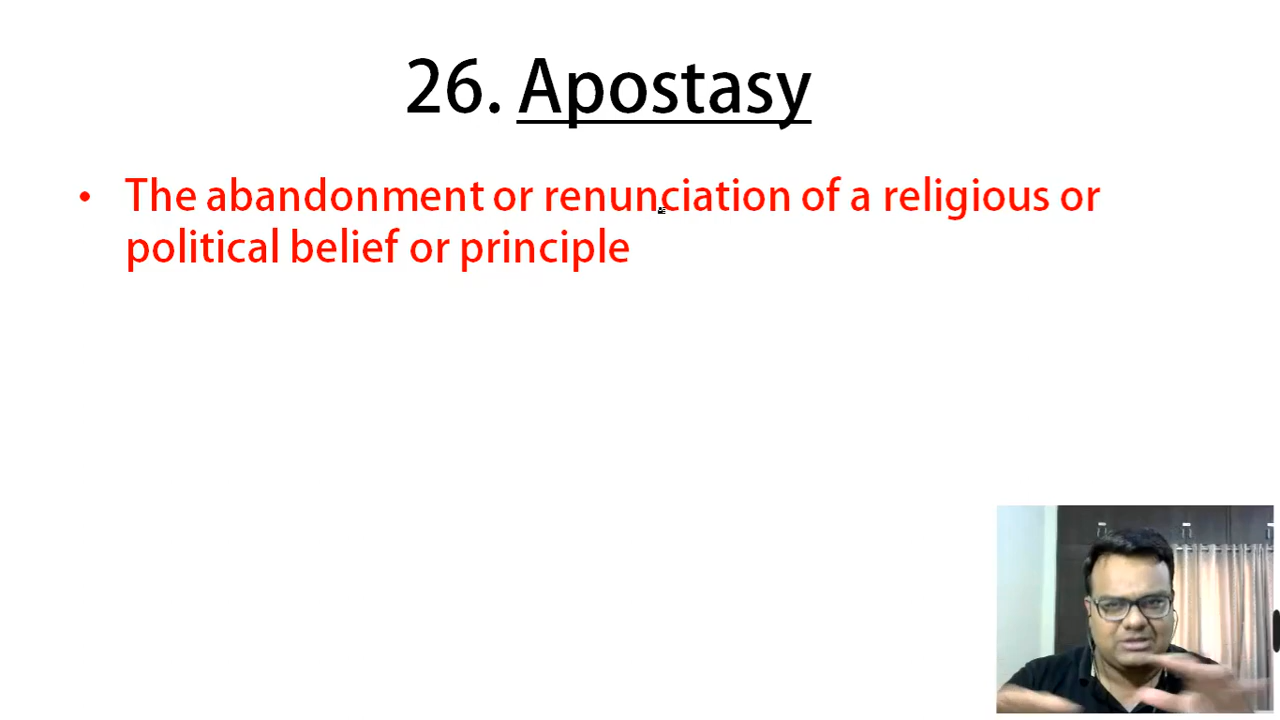 26. Apostasy
• The abandonment or renunciation of a religious or
political belief or principle